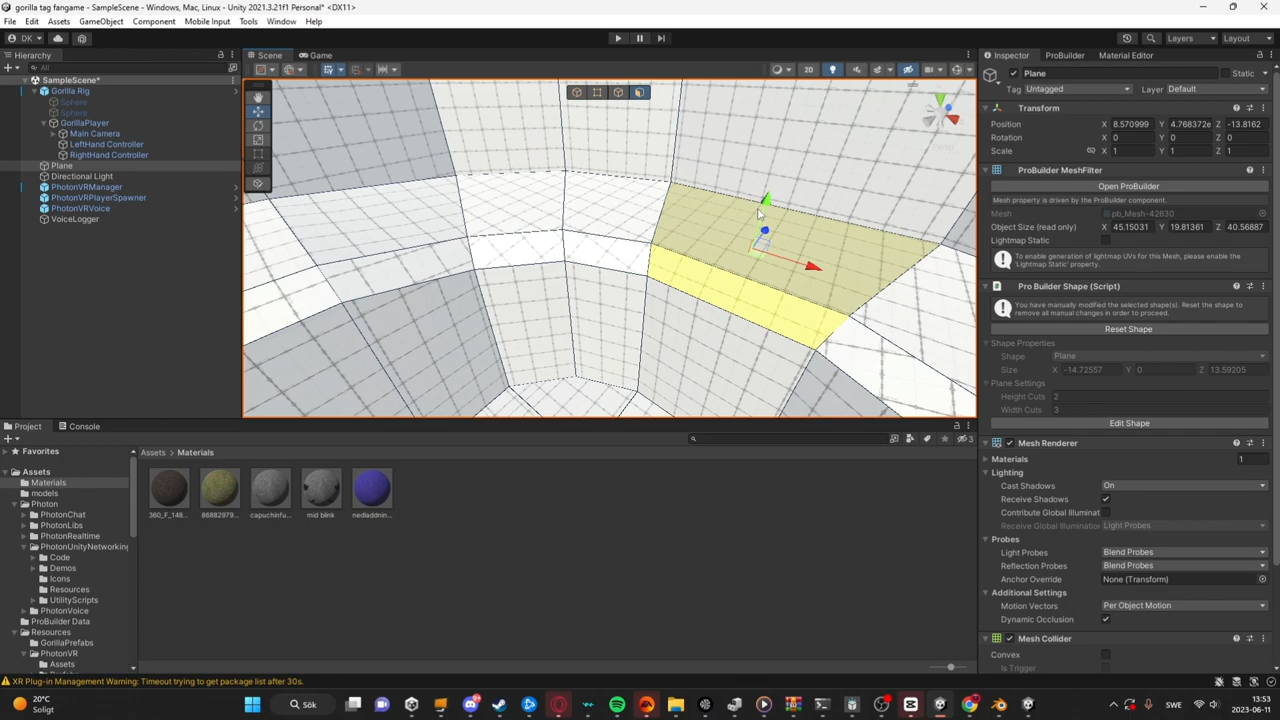 gorilla tag fangame - SampleScene - Windows, Mac, Linux - Unity 2021.3.21f1 Personal* <DX11>
File Edit Assets GameObject Component Mobile Input Tools Window Help
DK
Layers Layout
Hierarchy
Scene Game
Inspector ProBuilder Material Editor
All
2D
SampleScene*
Gorilla Rig
Sphere
Sphere
GorillaPlayer
Main Camera
LeftHand Controller
RightHand Controller
Plane
Directional Light
PhotonVRManager
PhotonVRPlayerSpawner
PhotonVRVoice
VoiceLogger
Plane Static
Tag Untagged Layer Default
Transform
Position X 8.570999 Y 4.768372e Z -13.8162
Rotation X 0 Y 0 Z 0
Scale X 1 Y 1 Z 1
ProBuilder MeshFilter
Open ProBuilder
Mesh property is driven by the ProBuilder component.
Mesh pb_Mesh-42630
Object Size (read only) X 45.15031 Y 19.81361 Z 40.56887
Lightmap Static
To enable generation of lightmap UVs for this Mesh, please enable the
'Lightmap Static' property.
Pro Builder Shape (Script)
You have manually modified the selected shape(s). Reset the shape to
remove all manual changes in order to proceed.
Reset Shape
Shape Properties
Shape Plane
Size X -14.72557 Y 0 Z 13.59205
Plane Settings
Height Cuts 2
Width Cuts 3
Edit Shape
Mesh Renderer
Materials 1
Lighting
Cast Shadows On
Receive Shadows
Contribute Global Illuminat
Receive Global Illumination Light Probes
Probes
Light Probes Blend Probes
Reflection Probes Blend Probes
Anchor Override None (Transform)
Additional Settings
Motion Vectors Per Object Motion
Dynamic Occlusion
Mesh Collider
Convex
Is Trigger
Project Console
3
Favorites
Assets
Materials
models
Photon
PhotonChat
PhotonLibs
PhotonRealtime
PhotonUnityNetworking
Code
Demos
Icons
Resources
UtilityScripts
PhotonVoice
ProBuilder Data
Resources
GorillaPrefabs
PhotonVR
Assets
Assets > Materials
360_F_148... 86882979... capuchinfu... mid blink nedladdnin...
XR Plug-in Management Warning: Timeout trying to get package list after 30s.
20°C
Soligt
Sök
SWE
13:53
2023-06-11